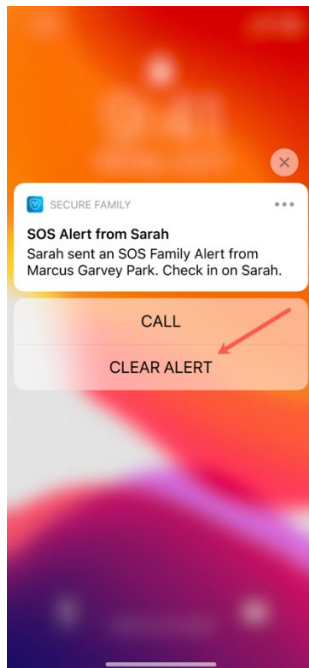 SECURE FAMILY
SOS Alert from Sarah
Sarah sent an SOS Family Alert from
Marcus Garvey Park. Check in on Sarah.
CALL
CLEAR ALERT